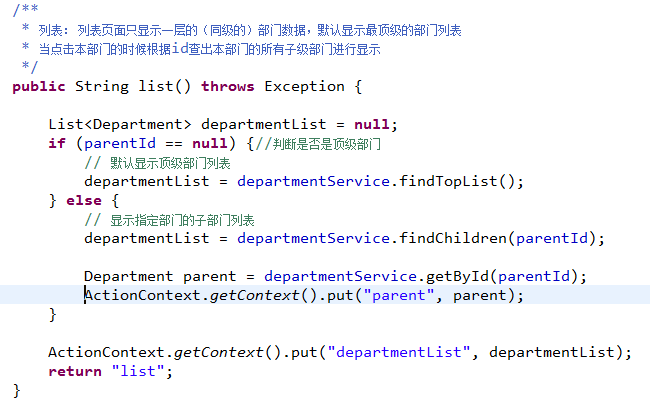 /**
 * 列表: 列表页面只显示一层的（同级的）部门数据，默认显示最顶级的部门列表
 * 当点击本部门的时候根据id查出本部门的所有子级部门进行显示
 */
public String list() throws Exception {
    List<Department> departmentList = null;
    if (parentId == null) {//判断是否是顶级部门
        // 默认显示顶级部门列表
        departmentList = departmentService.findTopList();
    } else {
        // 显示指定部门的子部门列表
        departmentList = departmentService.findChildren(parentId);
        Department parent = departmentService.getById(parentId);
        ActionContext.getContext().put("parent", parent);
    }
    ActionContext.getContext().put("departmentList", departmentList);
    return "list";
}